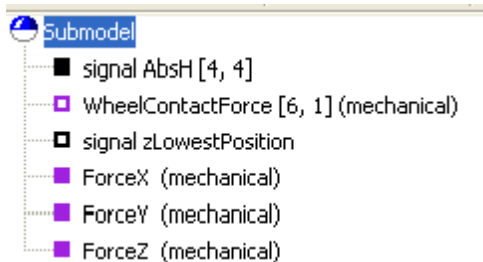 Submodel
signal AbsH [4, 4]
WheelContactForce [6, 1] (mechanical)
signal zLowestPosition
ForceX (mechanical)
ForceY (mechanical)
ForceZ (mechanical)